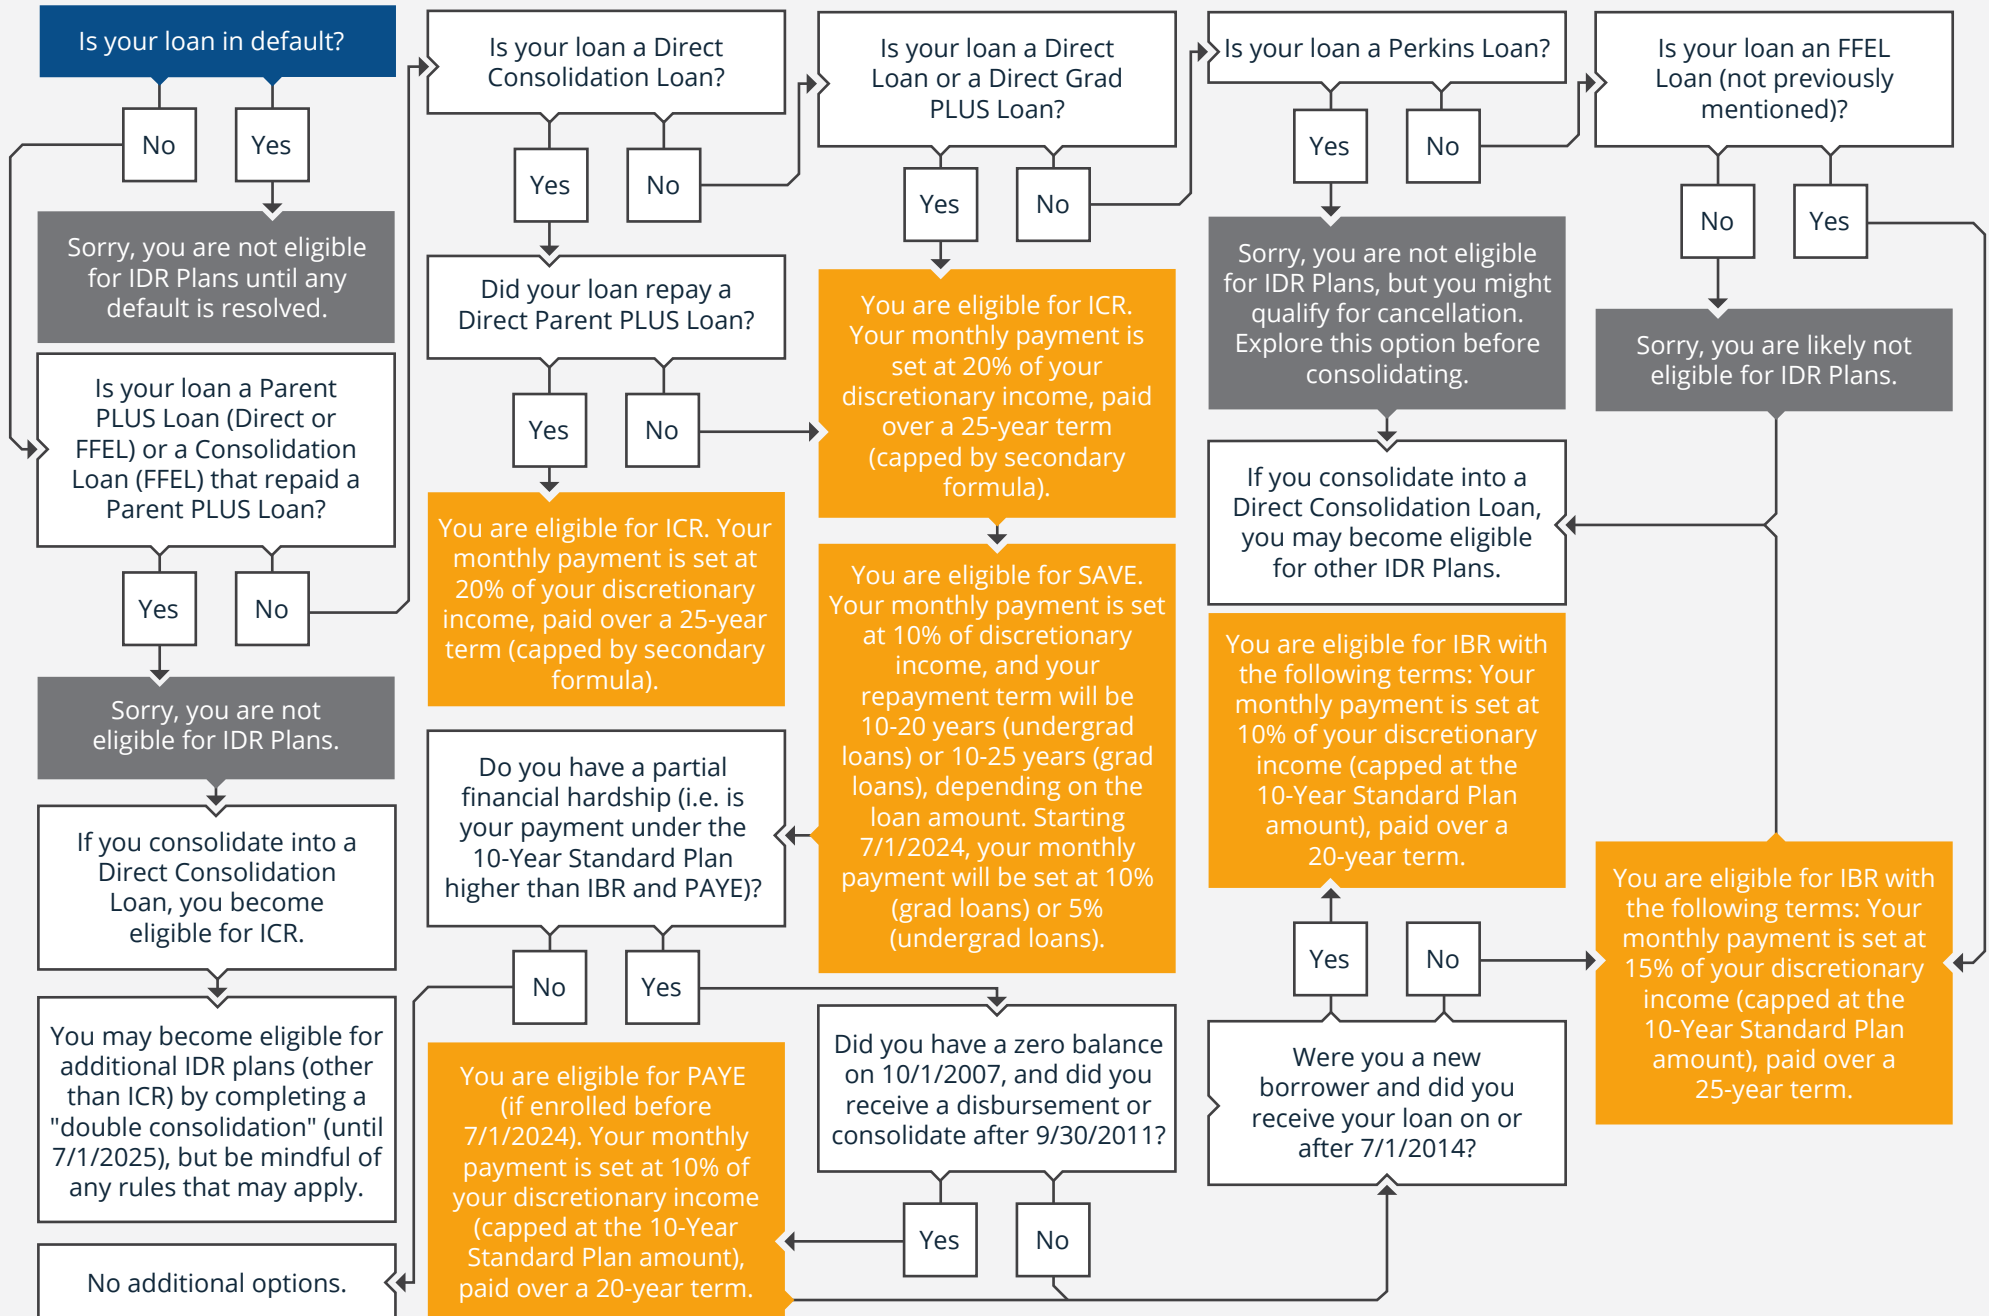 Is your loan in default?
No
Yes
Sorry, you are not eligible
for IDR Plans until any
default is resolved.
Is your loan a Parent
PLUS Loan (Direct or
FFEL) or a Consolidation
Loan (FFEL) that repaid a
Parent PLUS Loan?
Yes
No
Sorry, you are not
eligible for IDR Plans.
If you consolidate into a
Direct Consolidation
Loan, you become
eligible for ICR.
You may become eligible for
additional IDR plans (other
than ICR) by completing a
"double consolidation" (until
7/1/2025), but be mindful of
any rules that may apply.
No additional options.
Is your loan a Direct
Consolidation Loan?
Yes
No
Did your loan repay a
Direct Parent PLUS Loan?
Yes
No
You are eligible for ICR. Your
monthly payment is set at
20% of your discretionary
income, paid over a 25-year
term (capped by secondary
formula).
Do you have a partial
financial hardship (i.e. is
your payment under the
10-Year Standard Plan
higher than IBR and PAYE)?
No
Yes
You are eligible for PAYE
(if enrolled before
7/1/2024). Your monthly
payment is set at 10% of
your discretionary income
(capped at the 10-Year
Standard Plan amount),
paid over a 20-year term.
Is your loan a Direct
Loan or a Direct Grad
PLUS Loan?
Yes
No
You are eligible for ICR.
Your monthly payment is
set at 20% of your
discretionary income, paid
over a 25-year term
(capped by secondary
formula).
You are eligible for SAVE.
Your monthly payment is set
at 10% of discretionary
income, and your
repayment term will be
10-20 years (undergrad
loans) or 10-25 years (grad
loans), depending on the
loan amount. Starting
7/1/2024, your monthly
payment will be set at 10%
(grad loans) or 5%
(undergrad loans).
Did you have a zero balance
on 10/1/2007, and did you
receive a disbursement or
consolidate after 9/30/2011?
Yes
No
Is your loan a Perkins Loan?
Yes
No
Sorry, you are not eligible
for IDR Plans, but you might
qualify for cancellation.
Explore this option before
consolidating.
If you consolidate into a
Direct Consolidation Loan,
you may become eligible
for other IDR Plans.
You are eligible for IBR with
the following terms: Your
monthly payment is set at
10% of your discretionary
income (capped at the
10-Year Standard Plan
amount), paid over a
20-year term.
Yes
No
Were you a new
borrower and did you
receive your loan on or
after 7/1/2014?
Is your loan an FFEL
Loan (not previously
mentioned)?
No
Yes
Sorry, you are likely not
eligible for IDR Plans.
You are eligible for IBR with
the following terms: Your
monthly payment is set at
15% of your discretionary
income (capped at the
10-Year Standard Plan
amount), paid over a
25-year term.